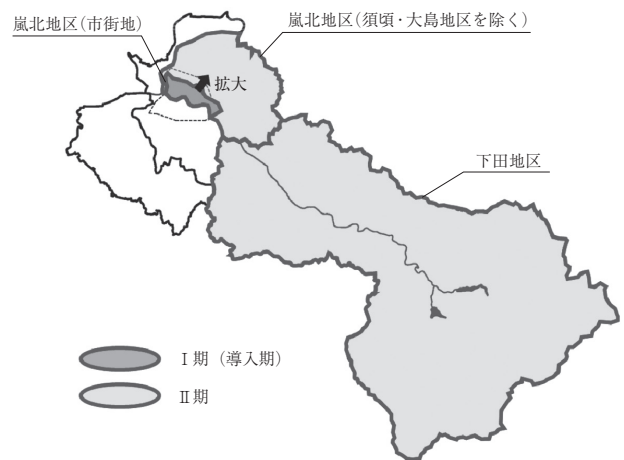 嵐北地区(市街地)
嵐北地区(須頃・大島地区を除く)
拡大
下田地区
Ⅰ期(導入期)
Ⅱ期